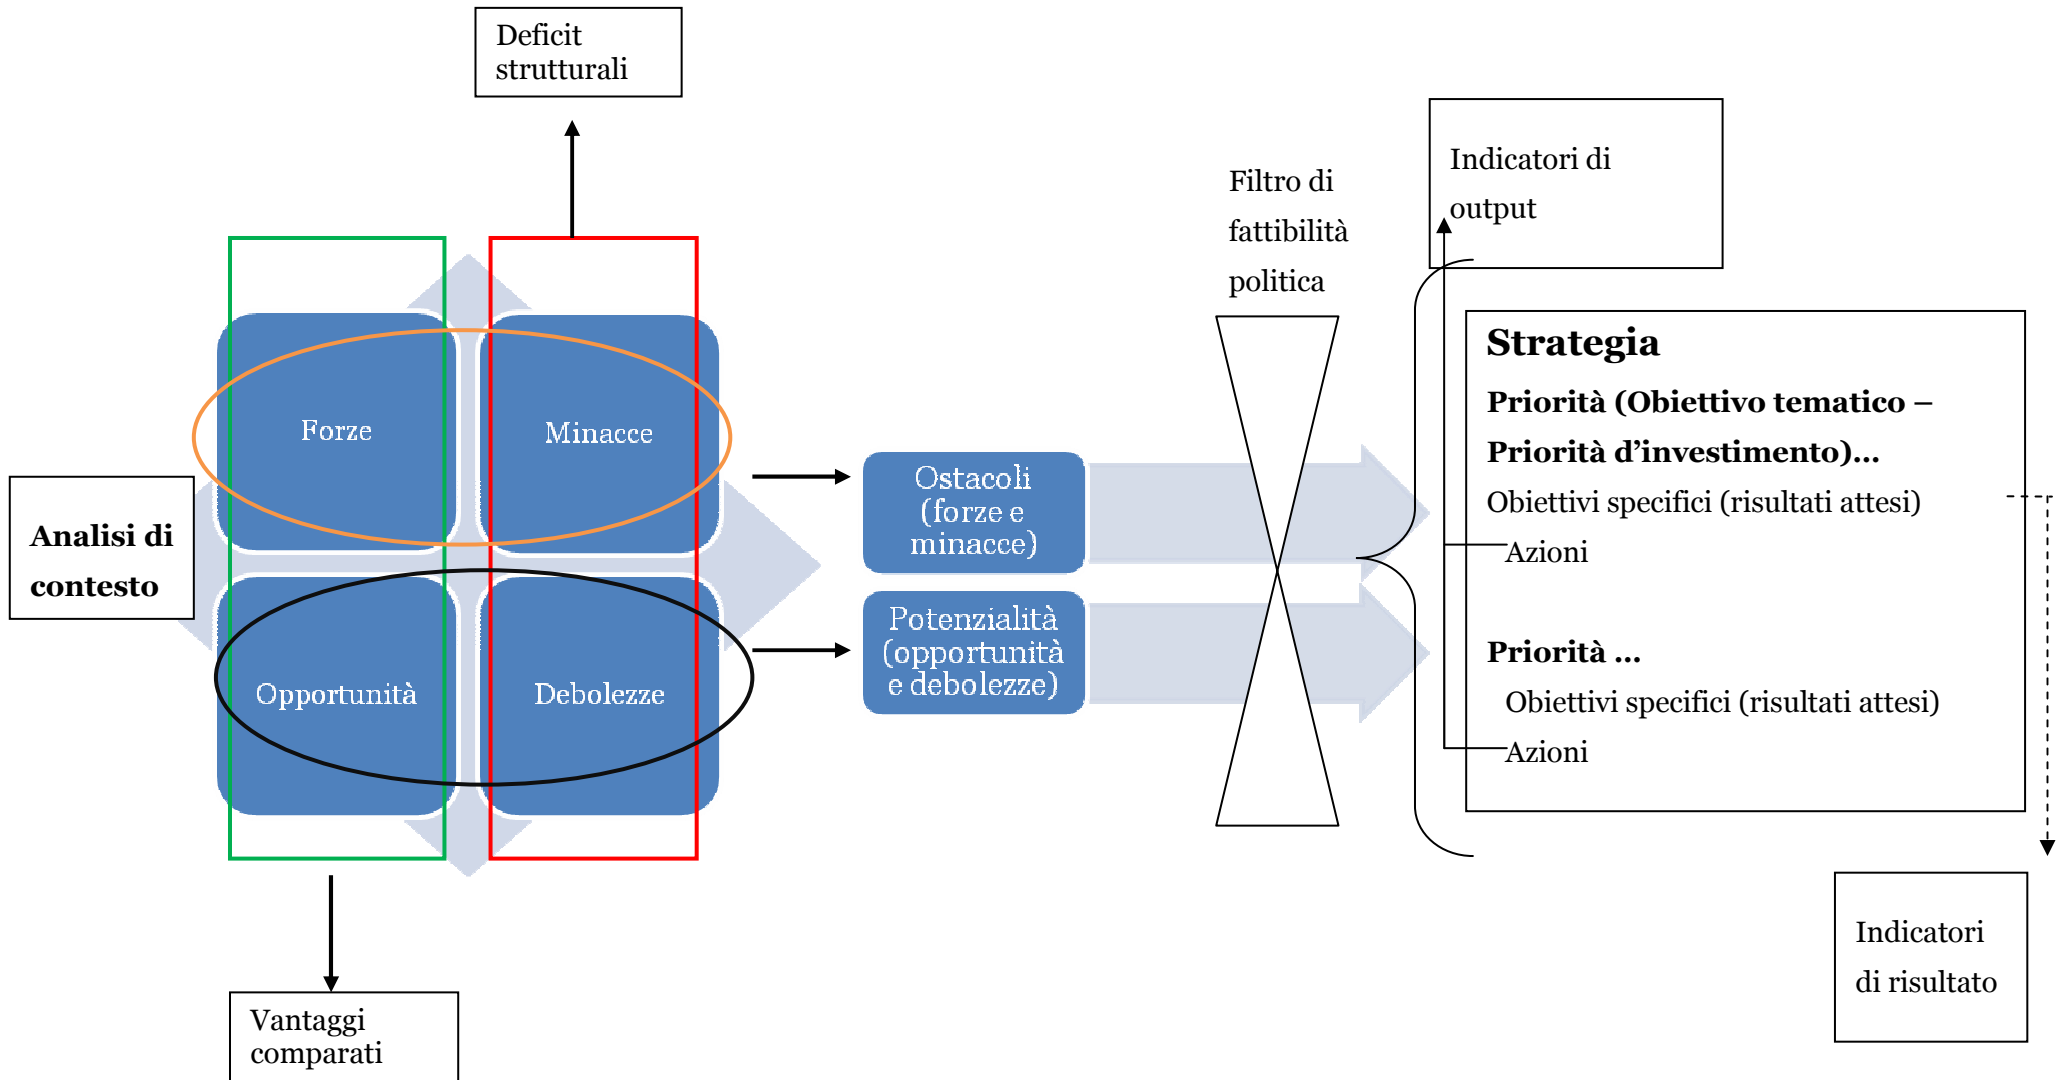 Deficit
strutturali
Indicatori di
output
Filtro di
fattibilità
politica
Forze
Minacce
Analisi di
contesto
Opportunità
Debolezze
Ostacoli
(forze e
minacce)
Potenzialità
(opportunità
e debolezze)
Strategia
Priorità (Obiettivo tematico –
Priorità d’investimento)…
Obiettivi specifici (risultati attesi)
Azioni
Priorità …
Obiettivi specifici (risultati attesi)
Azioni
Vantaggi
comparati
Indicatori
di risultato